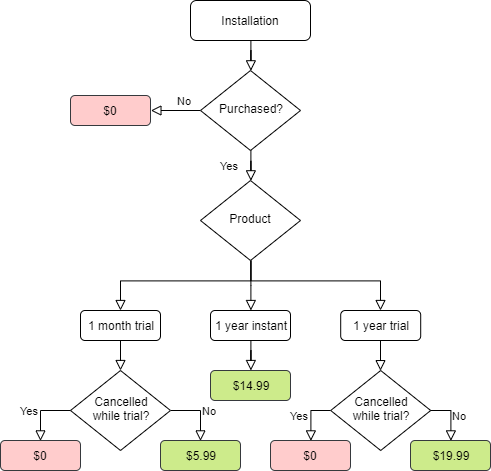 Installation
Purchased?
No
$0
Yes
Product
1 month trial
1 year instant
1 year trial
$14.99
Cancelled
while trial?
Yes
No
$0
$5.99
Cancelled
while trial?
Yes
No
$0
$19.99